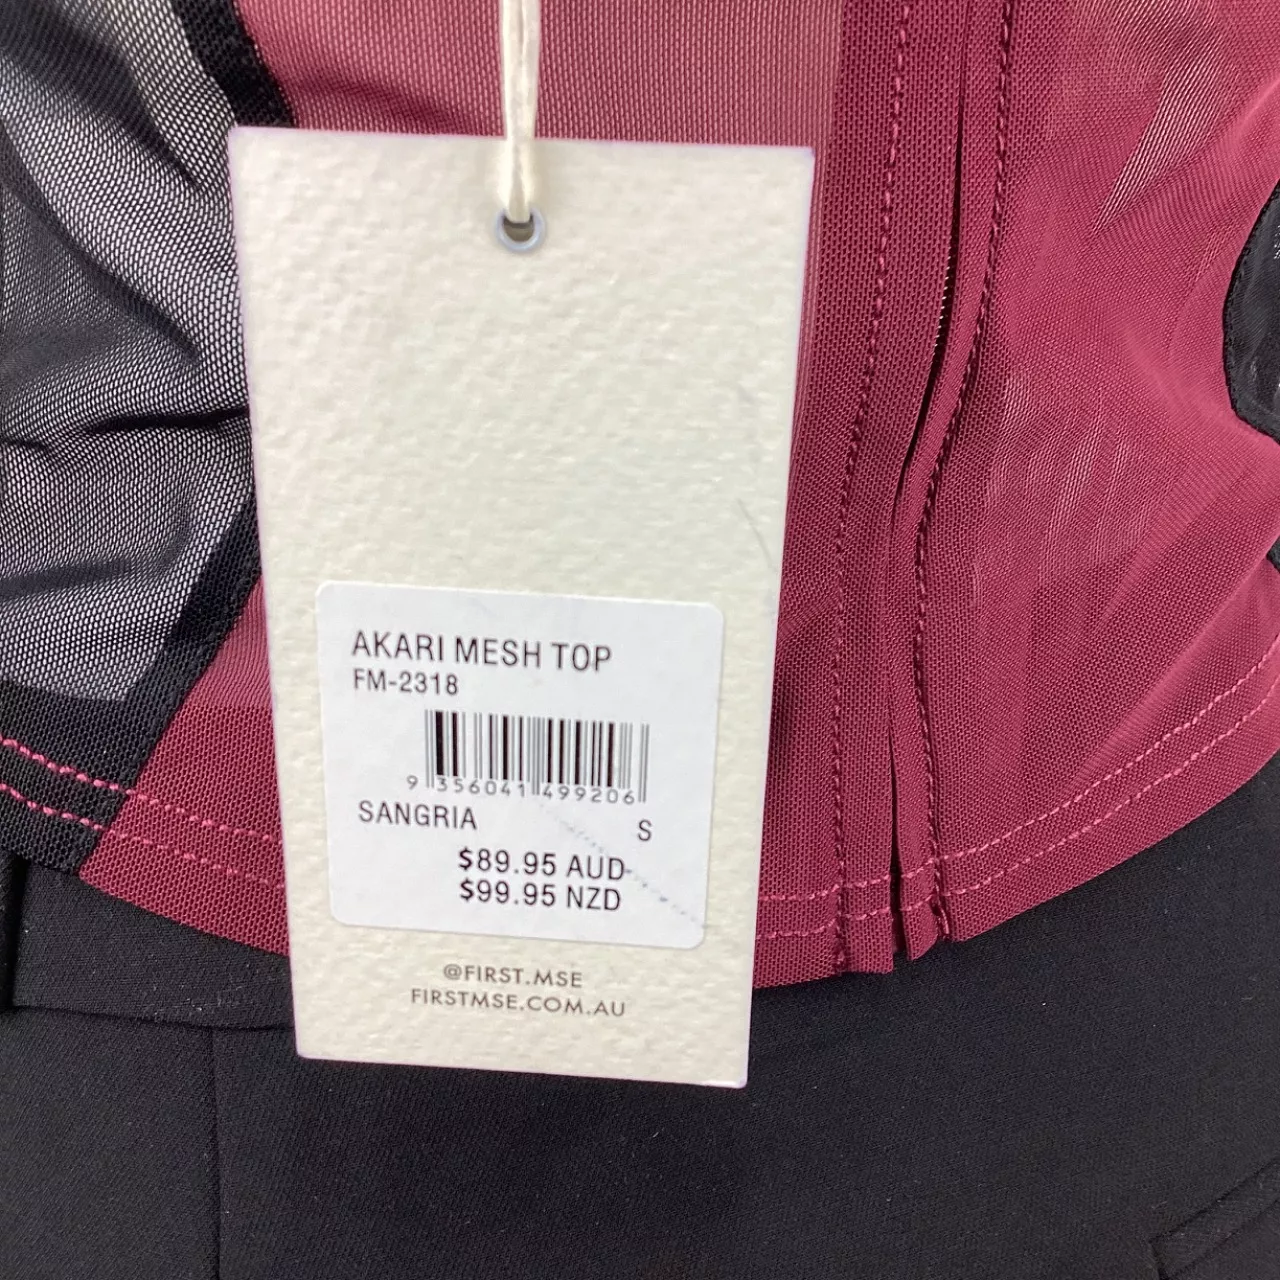 AKARI MESH TOP
FM-2318
9 356041 499206
SANGRIA S
$89.95 AUD
$99.95 NZD
@FIRST.MSE
FIRSTMSE.COM.AU